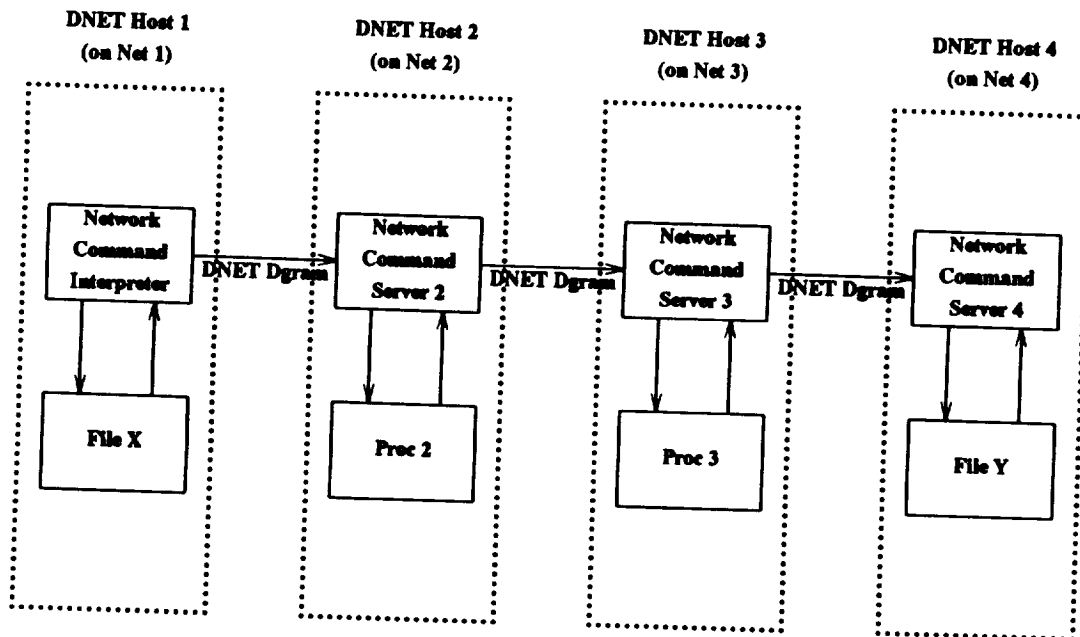 DNET Host 1
(on Net 1)
DNET Host 2
(on Net 2)
DNET Host 3
(on Net 3)
DNET Host 4
(on Net 4)
Network
Command
Interpreter
DNET Dgram
Network
Command
Server 2
DNET Dgram
Network
Command
Server 3
DNET Dgram
Network
Command
Server 4
File X
Proc 2
Proc 3
File Y